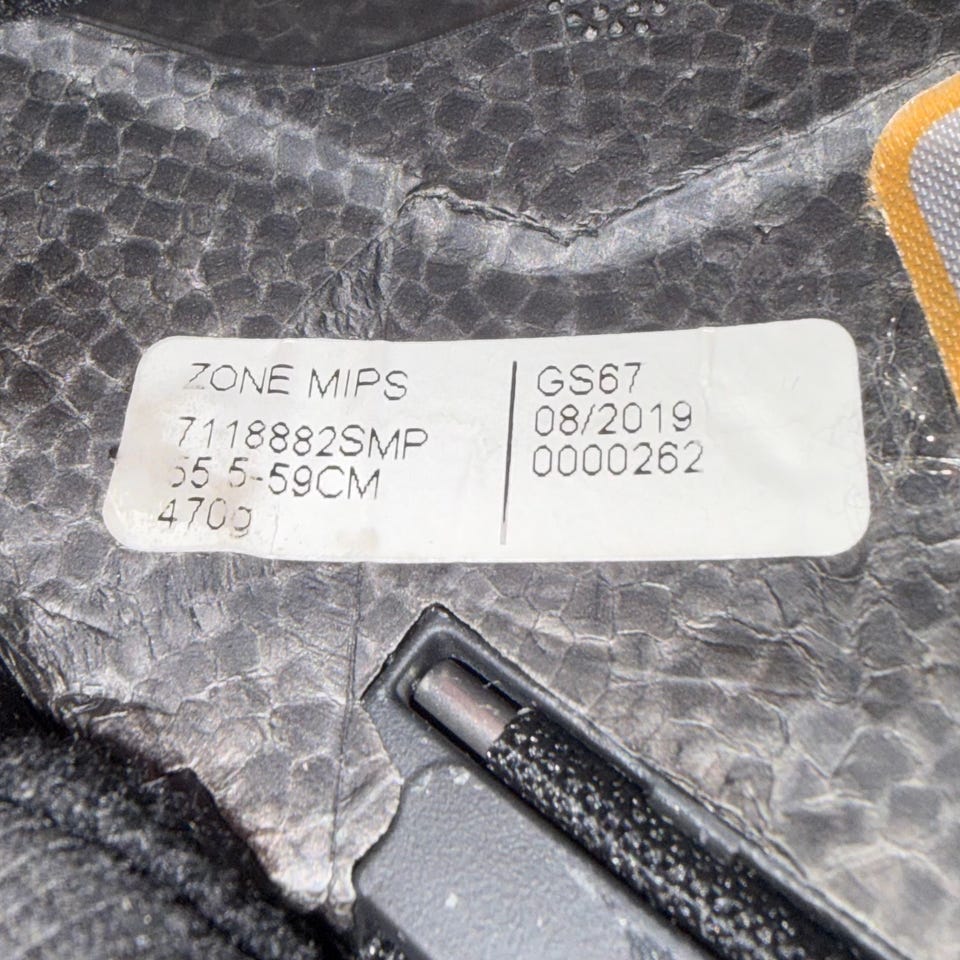 ZONE MIPS
7118882SMP
55.5-59CM
470g
GS67
08/2019
0000262